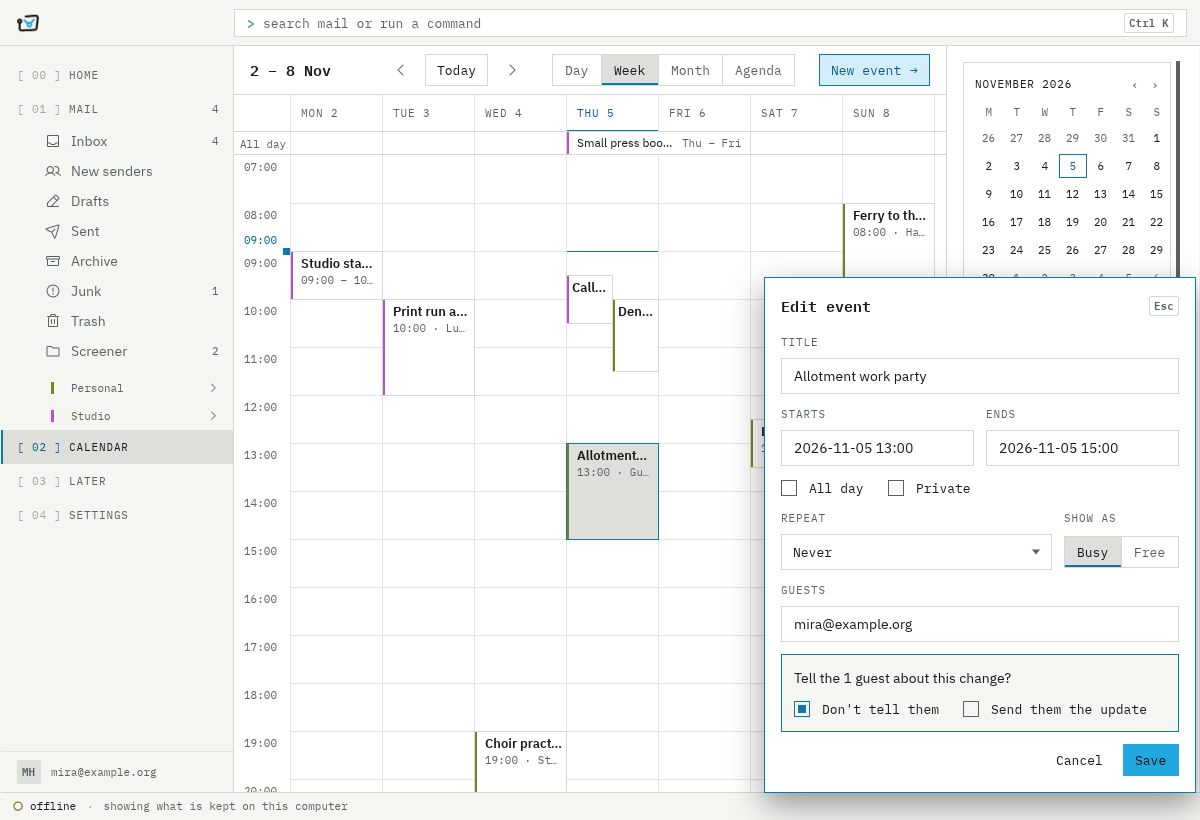 > search mail or run a command Ctrl K
[ 00 ] HOME
[ 01 ] MAIL 4
Inbox 4
New senders
Drafts
Sent
Archive
Junk 1
Trash
Screener 2
Personal
Studio
[ 02 ] CALENDAR
[ 03 ] LATER
[ 04 ] SETTINGS
MH mira@example.org
2 – 8 Nov Today Day Week Month Agenda New event →
MON 2 TUE 3 WED 4 THU 5 FRI 6 SAT 7 SUN 8
All day Small press boo… Thu – Fri
07:00
08:00
09:00
09:00
10:00
11:00
12:00
13:00
14:00
15:00
16:00
17:00
18:00
19:00
20:00
Studio sta…
09:00 – 10…
Print run a…
10:00 · Lu…
Choir pract…
19:00 · St…
Call…
Den…
Allotment…
13:00 · Gu…
Ferry to th…
08:00 · Ha…
NOVEMBER 2026 ‹ ›
M T W T F S S
26 27 28 29 30 31 1
2 3 4 5 6 7 8
9 10 11 12 13 14 15
16 17 18 19 20 21 22
23 24 25 26 27 28 29
30 1 2 3 4 5 6
Edit event Esc
TITLE
Allotment work party
STARTS ENDS
2026-11-05 13:00 2026-11-05 15:00
All day Private
REPEAT SHOW AS
Never Busy Free
GUESTS
mira@example.org
Tell the 1 guest about this change?
Don't tell them Send them the update
Cancel Save
offline · showing what is kept on this computer